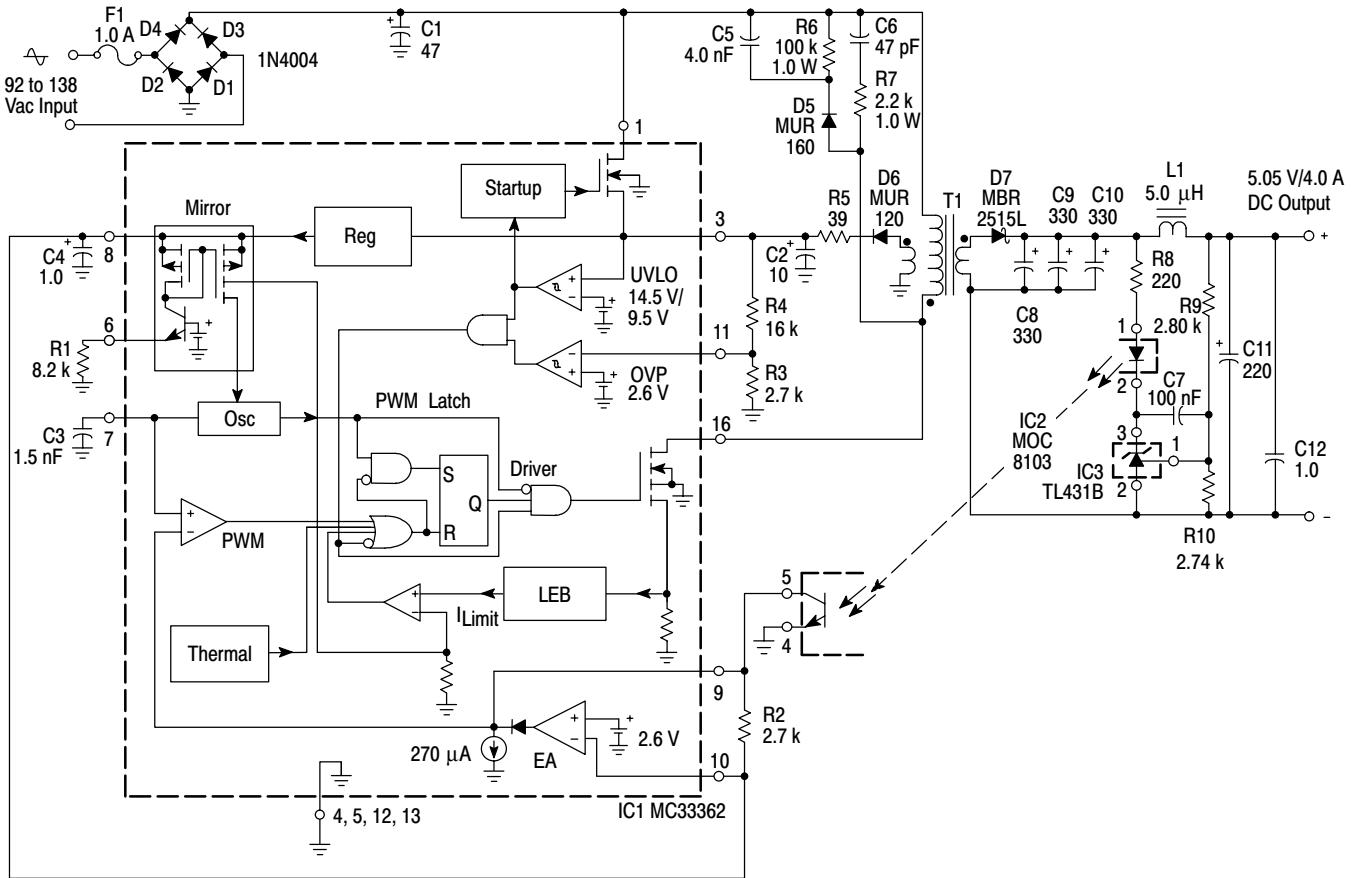 F1
1.0 A
D4
D3
D2
D1
1N4004
92 to 138
Vac Input
+
C1
47
C5
4.0 nF
R6
100 k
1.0 W
+
C6
47 pF
R7
2.2 k
1.0 W
D5
MUR
160
1
Startup
Mirror
Reg
8
C4
1.0
+
3
R5
39
D6
MUR
120
T1
D7
MBR
2515L
C9
330
C10
330
L1
5.0 µH
5.05 V/4.0 A
DC Output
+
C2
10
+
UVLO
14.5 V/
9.5 V
+
−
+
R4
16 k
6
R1
8.2 k
+
11
R3
2.7 k
−
+
+
OVP
2.6 V
C8
330
+
+
+
R8
220
R9
2.80 k
1
2
C7
100 nF
+
C11
220
C12
1.0
7
C3
1.5 nF
Osc
PWM Latch
S
Q
R
Driver
16
IC2
MOC
8103
3
1
IC3
TL431B
2
−
R10
2.74 k
+
−
PWM
+
−
ILimit
LEB
Thermal
5
4
9
R2
2.7 k
270 µA
+
−
EA
+
2.6 V
10
4, 5, 12, 13
IC1 MC33362